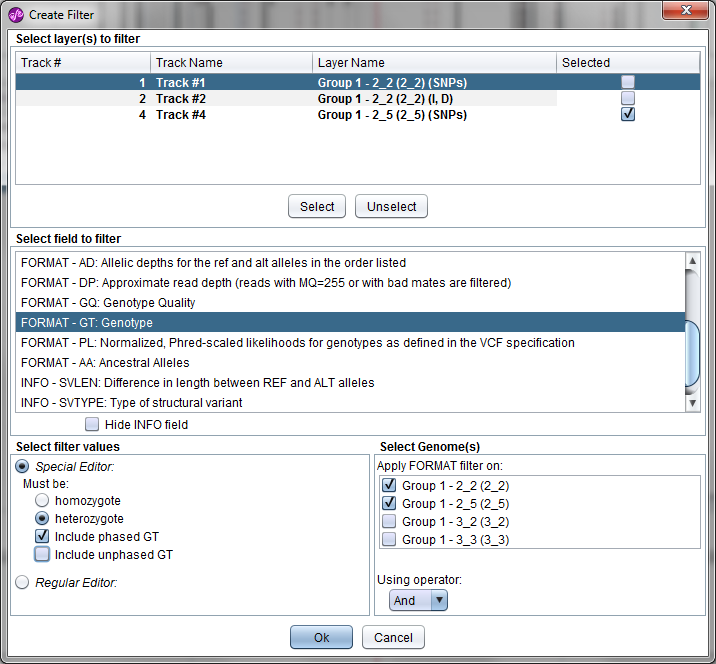 Create Filter
Select layer(s) to filter
Track # Track Name Layer Name Selected
1 Track #1 Group 1 - 2_2 (2_2) (SNPs)
2 Track #2 Group 1 - 2_2 (2_2) (I, D)
4 Track #4 Group 1 - 2_5 (2_5) (SNPs)
Select Unselect
Select field to filter
FORMAT - AD: Allelic depths for the ref and alt alleles in the order listed
FORMAT - DP: Approximate read depth (reads with MQ=255 or with bad mates are filtered)
FORMAT - GQ: Genotype Quality
FORMAT - GT: Genotype
FORMAT - PL: Normalized, Phred-scaled likelihoods for genotypes as defined in the VCF specification
FORMAT - AA: Ancestral Alleles
INFO - SVLEN: Difference in length between REF and ALT alleles
INFO - SVTYPE: Type of structural variant
Hide INFO field
Select filter values
Special Editor:
Must be:
homozygote
heterozygote
Include phased GT
Include unphased GT
Regular Editor:
Select Genome(s)
Apply FORMAT filter on:
Group 1 - 2_2 (2_2)
Group 1 - 2_5 (2_5)
Group 1 - 3_2 (3_2)
Group 1 - 3_3 (3_3)
Using operator:
And
Ok Cancel